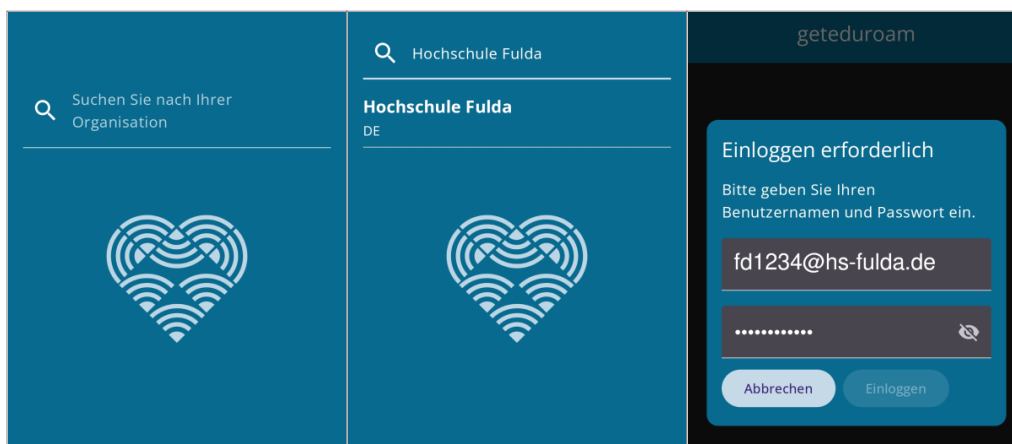 Suchen Sie nach Ihrer
Organisation
Hochschule Fulda
Hochschule Fulda
DE
geteduroam
Einloggen erforderlich
Bitte geben Sie Ihren
Benutzernamen und Passwort ein.
fd1234@hs-fulda.de
••••••••••••
Abbrechen
Einloggen